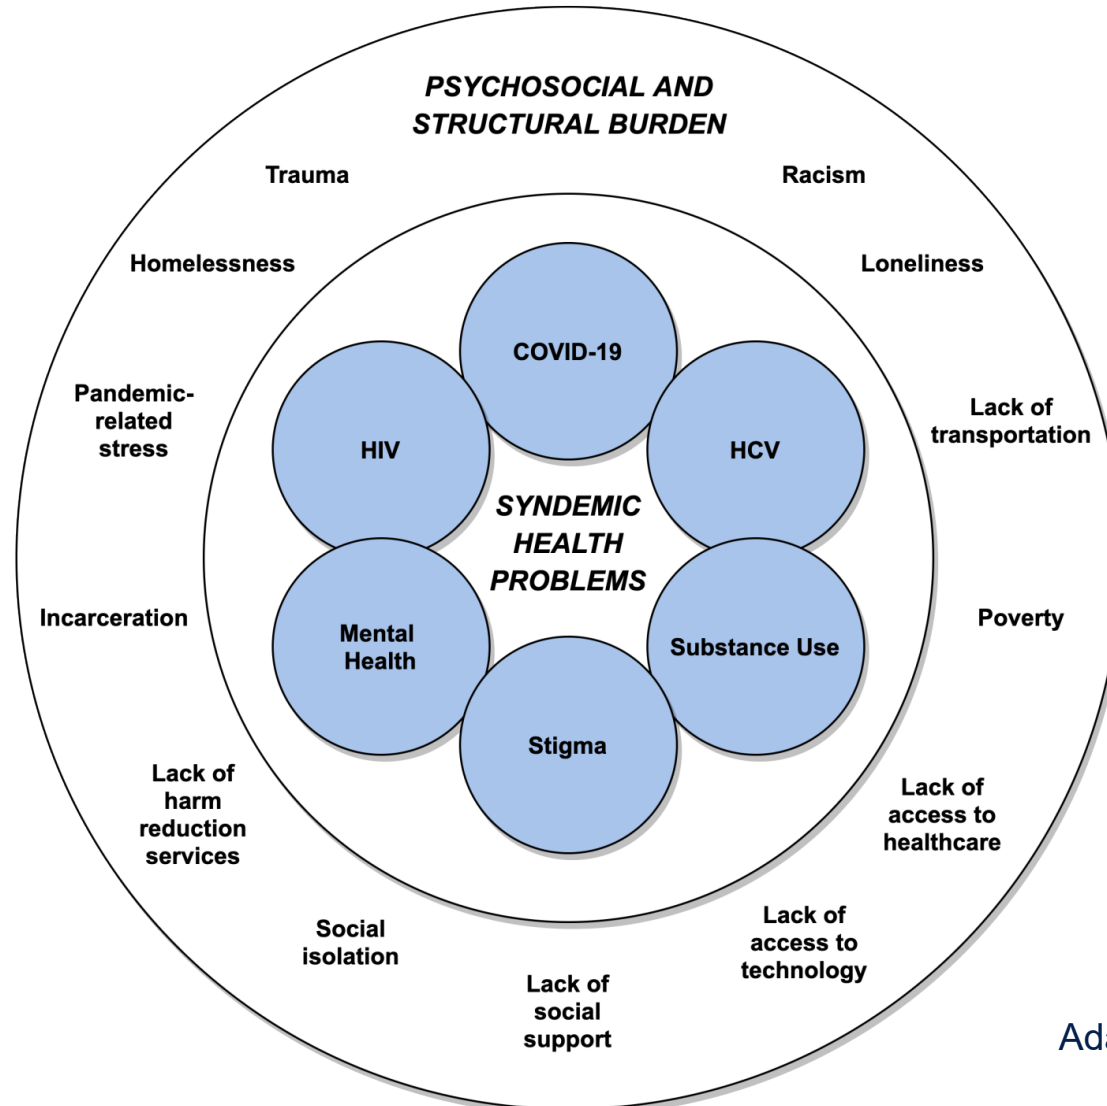 PSYCHOSOCIAL AND
STRUCTURAL BURDEN
Trauma
Racism
Homelessness
Loneliness
COVID-19
Pandemic-
related
stress
HIV
HCV
Lack of
transportation
SYNDEMIC
HEALTH
PROBLEMS
Incarceration
Mental
Health
Substance Use
Poverty
Stigma
Lack of
harm
reduction
services
Lack of
access to
healthcare
Social
isolation
Lack of
access to
technology
Lack of
social
support
Ada